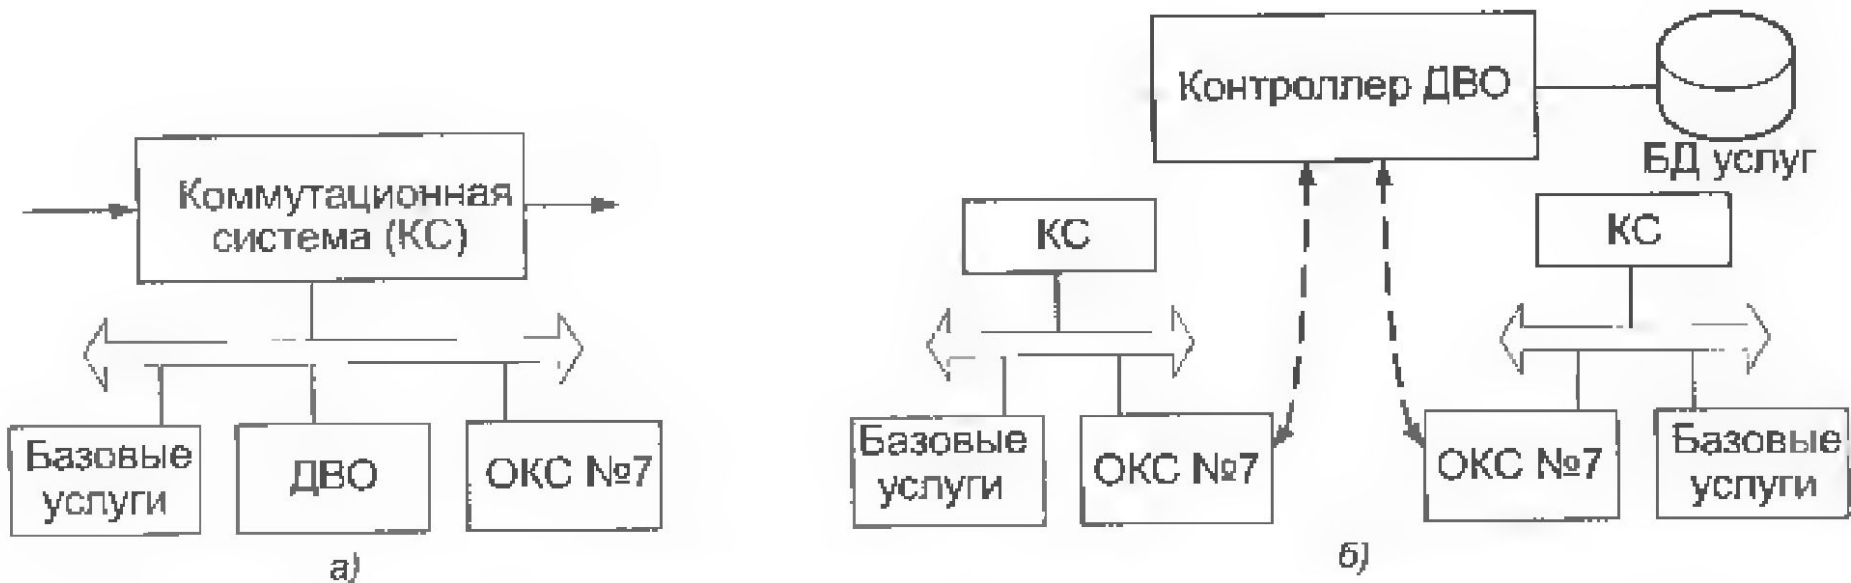 Коммутационная
система (КС)
Базовые
услуги
ДВО
ОКС №7
а)
Контроллер ДВО
БД услуг
КС
КС
Базовые
услуги
ОКС №7
ОКС №7
Базовые
услуги
б)